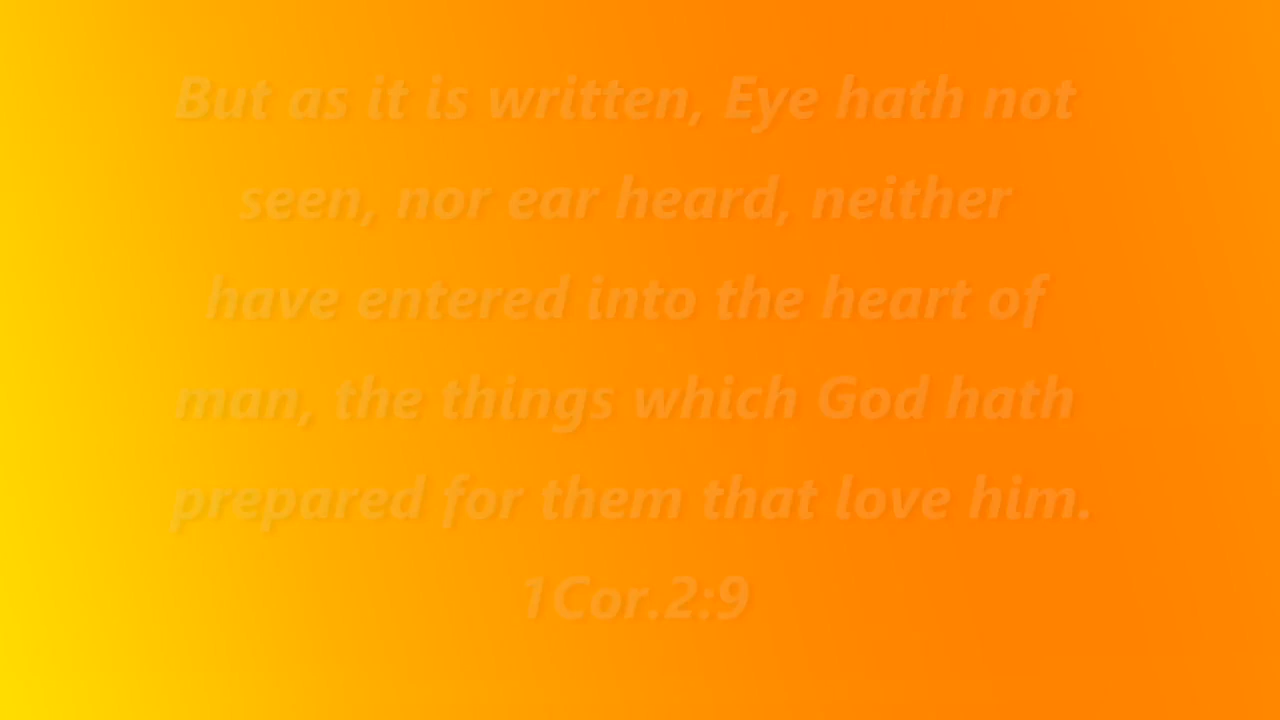 But as it is written, Eye hath not
seen, nor ear heard, neither
have entered into the heart of
man, the things which God hath
prepared for them that love him.
1Cor.2:9